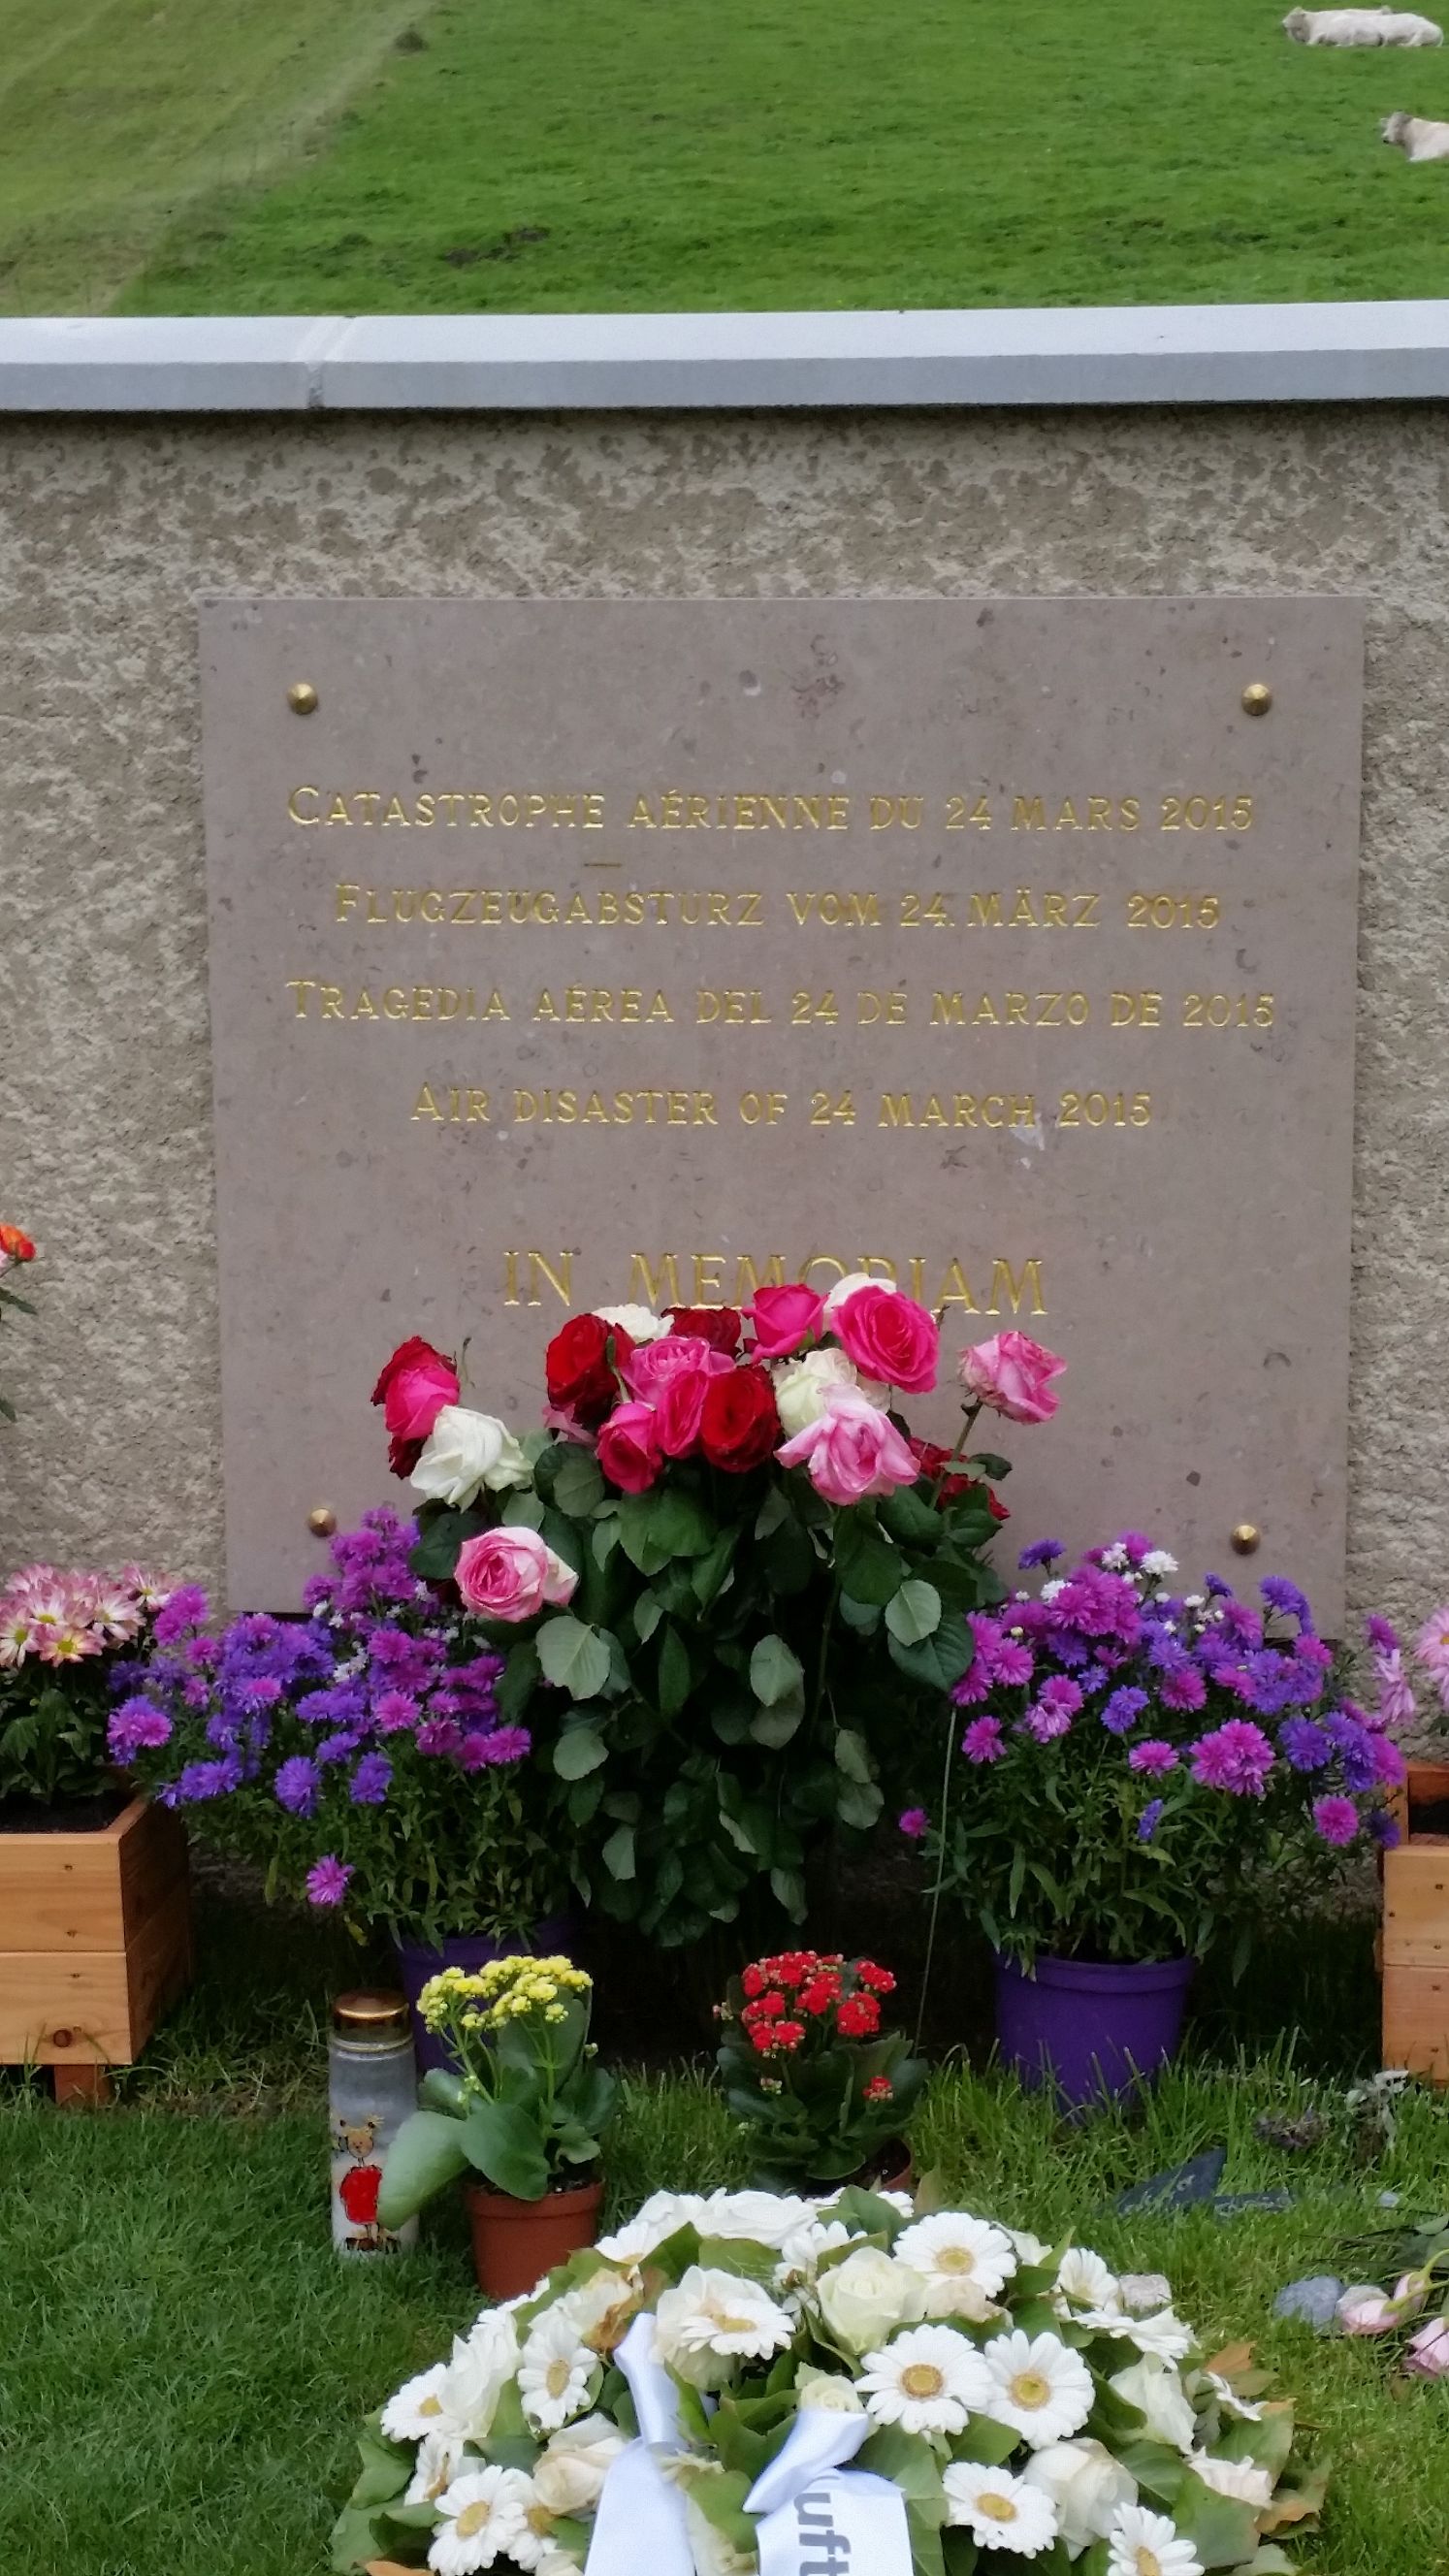 CATASTROPHE AÉRIENNE DU 24 MARS 2015
FLUGZEUGABSTURZ VOM 24. MÄRZ 2015
TRAGEDIA AÉREA DEL 24 DE MARZO DE 2015
AIR DISASTER OF 24 MARCH 2015
IN MEMORIAM
uft